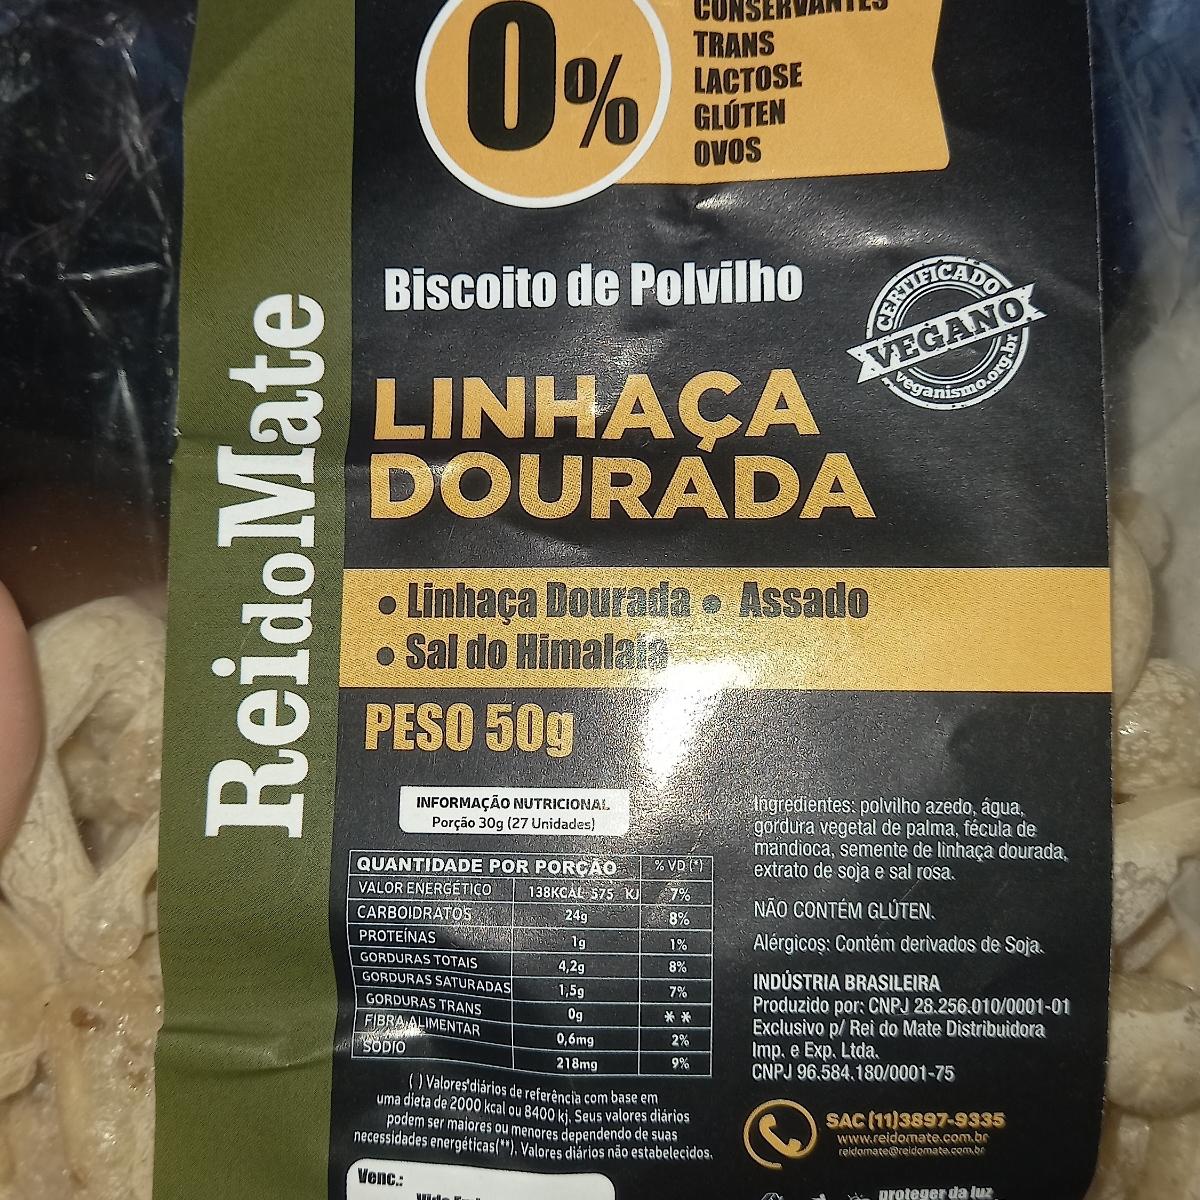 0%
CONSERVANTES
TRANS
LACTOSE
GLÚTEN
OVOS
Biscoito de Polvilho
CERTIFICADO
VEGANO
veganismo.org.br
LINHAÇA
DOURADA
ReidoMate
• Linhaça Dourada • Assado
• Sal do Himalaia
PESO 50g
INFORMAÇÃO NUTRICIONAL
Porção 30g (27 Unidades)
QUANTIDADE POR PORÇÃO % VD (*)
VALOR ENERGÉTICO 138KCAL 575 KJ 7%
CARBOIDRATOS 24g 8%
PROTEÍNAS 1g 1%
GORDURAS TOTAIS 4,2g 8%
GORDURAS SATURADAS 1,5g 7%
GORDURAS TRANS 0g **
FIBRA ALIMENTAR 0,6mg 2%
SÓDIO 218mg 9%
( ) Valores diários de referência com base em
uma dieta de 2000 kcal ou 8400 kj. Seus valores diários
podem ser maiores ou menores dependendo de suas
necessidades energéticas(**). Valores diários não estabelecidos.
Venc.:
Ingredientes: polvilho azedo, água,
gordura vegetal de palma, fécula de
mandioca, semente de linhaça dourada,
extrato de soja e sal rosa.
NÃO CONTÉM GLÚTEN.
Alérgicos: Contém derivados de Soja.
INDÚSTRIA BRASILEIRA
Produzido por: CNPJ 28.256.010/0001-01
Exclusivo p/ Rei do Mate Distribuidora
Imp. e Exp. Ltda.
CNPJ 96.584.180/0001-75
SAC (11)3897-9335
www.reidomate.com.br
reidomate@reidomate.com.br
proteger da luz